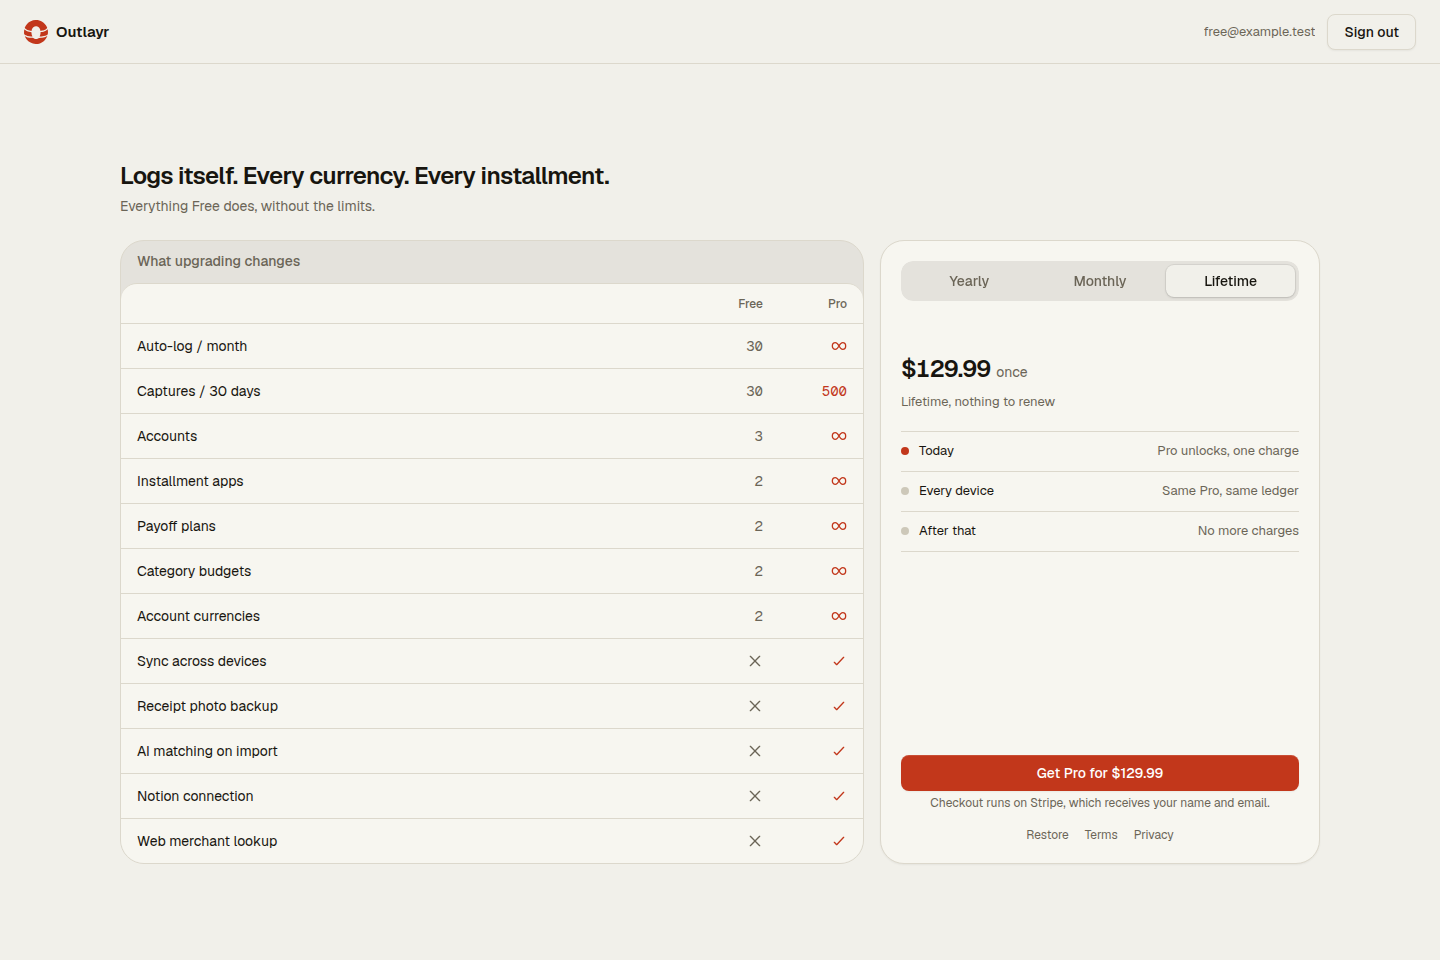 Outlayr
free@example.test
Sign out
Logs itself. Every currency. Every installment.
Everything Free does, without the limits.
What upgrading changes
Free Pro
Auto-log / month 30 ∞
Captures / 30 days 30 500
Accounts 3 ∞
Installment apps 2 ∞
Payoff plans 2 ∞
Category budgets 2 ∞
Account currencies 2 ∞
Sync across devices
Receipt photo backup
AI matching on import
Notion connection
Web merchant lookup
Yearly Monthly Lifetime
$129.99 once
Lifetime, nothing to renew
Today Pro unlocks, one charge
Every device Same Pro, same ledger
After that No more charges
Get Pro for $129.99
Checkout runs on Stripe, which receives your name and email.
Restore Terms Privacy